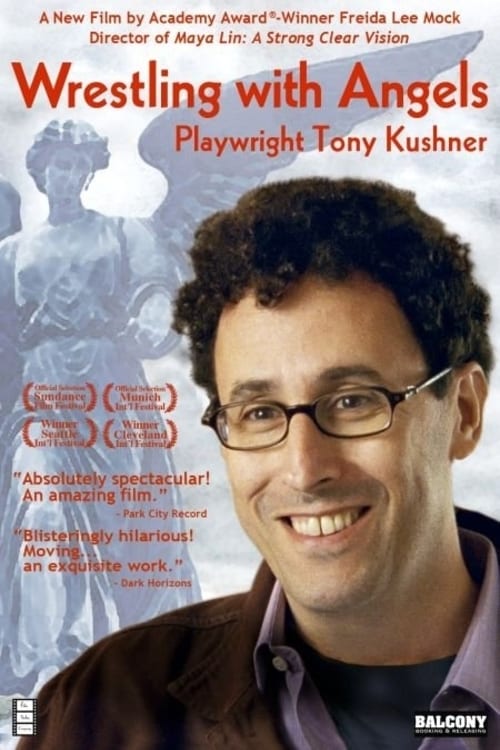 A New Film by Academy Award®-Winner Freida Lee Mock
Director of Maya Lin: A Strong Clear Vision
Wrestling with Angels
Playwright Tony Kushner
Official Selection
Sundance
Film Festival
Official Selection
Munich
Int'l Festival
Winner
Seattle
Int'l Festival
Winner
Cleveland
Int'l Festival
"Absolutely spectacular!
An amazing film."
- Park City Record
"Blisteringly hilarious!
Moving...
an exquisite work."
- Dark Horizons
BALCONY
BOOKING & RELEASING